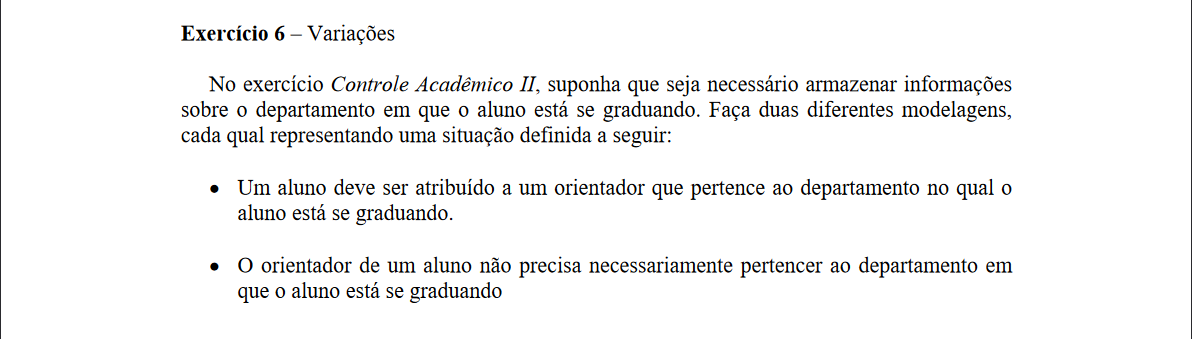 Exercício 6 – Variações
No exercício Controle Acadêmico II, suponha que seja necessário armazenar informações
sobre o departamento em que o aluno está se graduando. Faça duas diferentes modelagens,
cada qual representando uma situação definida a seguir:
• Um aluno deve ser atribuído a um orientador que pertence ao departamento no qual o
aluno está se graduando.
• O orientador de um aluno não precisa necessariamente pertencer ao departamento em
que o aluno está se graduando